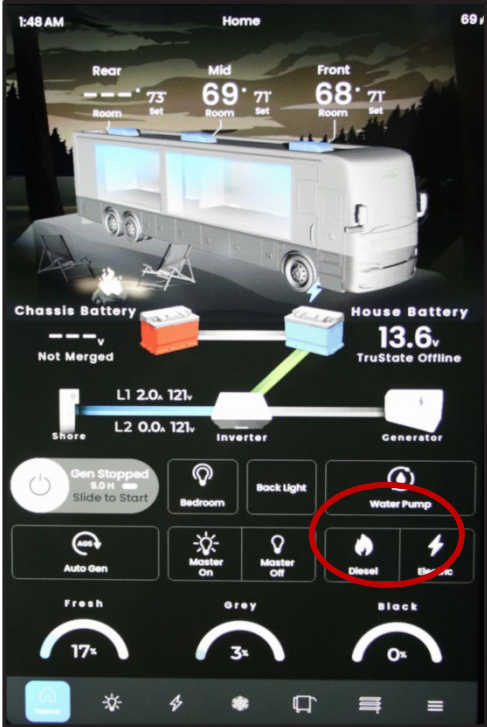 1:48 AM Home 69
Rear Mid Front
---° 73° 69° 71° 68° 71°
Room Set Room Set Room Set
Chassis Battery House Battery
---v 13.6v
Not Merged TruState Offline
L1 2.0A 121v
L2 0.0A 121v
Shore Inverter Generator
Gen Stopped
9.0 H
Slide to Start
Bedroom
Back Light
Water Pump
AGS
Auto Gen
Master On
Master Off
Diesel
Electric
Fresh Grey Black
17% 3% 0%
Home